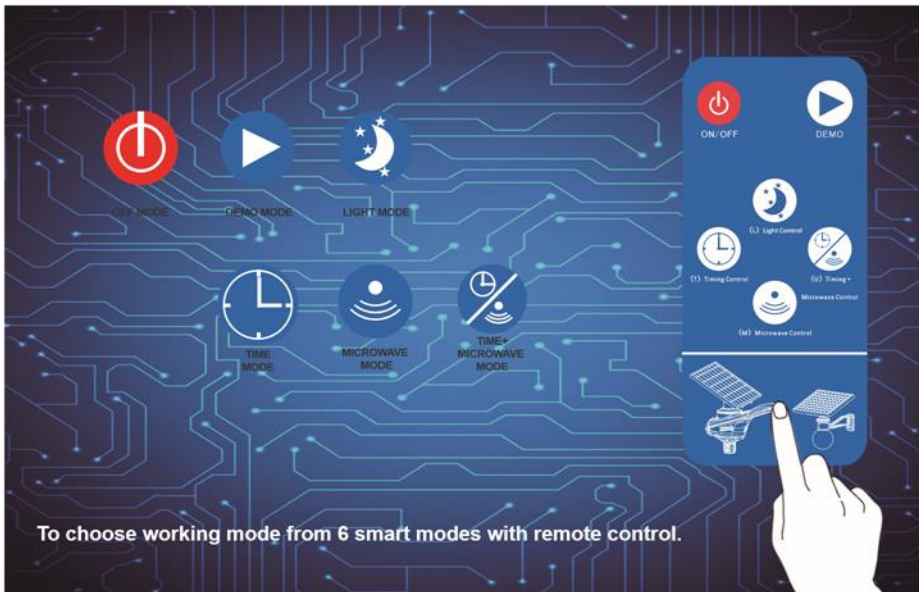 OFF MODE
DEMO MODE
LIGHT MODE
TIME
MODE
MICROWAVE
MODE
TIME+
MICROWAVE
MODE
ON/OFF
DEMO
(L) Light Control
(T) Timing Control
(U) Timing +
Microwave Control
(M) Microwave Control
To choose working mode from 6 smart modes with remote control.